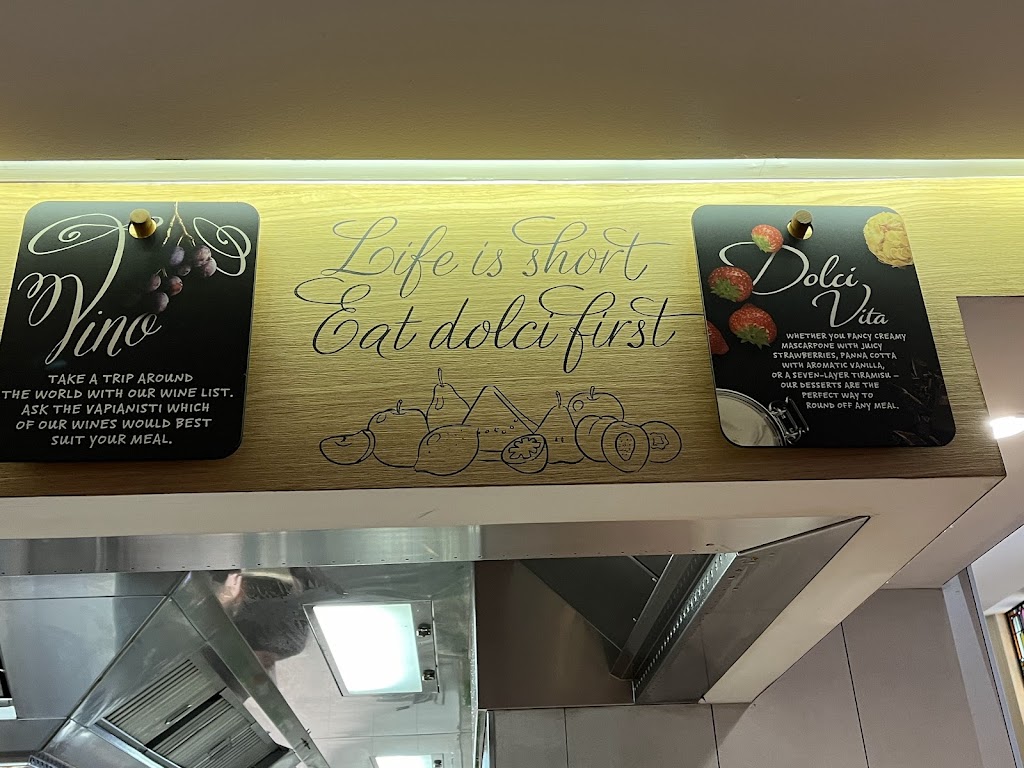 Vino
TAKE A TRIP AROUND
THE WORLD WITH OUR WINE LIST.
ASK THE VAPIANISTI WHICH
OF OUR WINES WOULD BEST
SUIT YOUR MEAL.
Life is short
Eat dolci first
Dolci
Vita
WHETHER YOU FANCY CREAMY
MASCARPONE WITH JUICY
STRAWBERRIES, PANNA COTTA
WITH AROMATIC VANILLA,
OR A SEVEN-LAYER TIRAMISU –
OUR DESSERTS ARE THE
PERFECT WAY TO
ROUND OFF ANY MEAL.